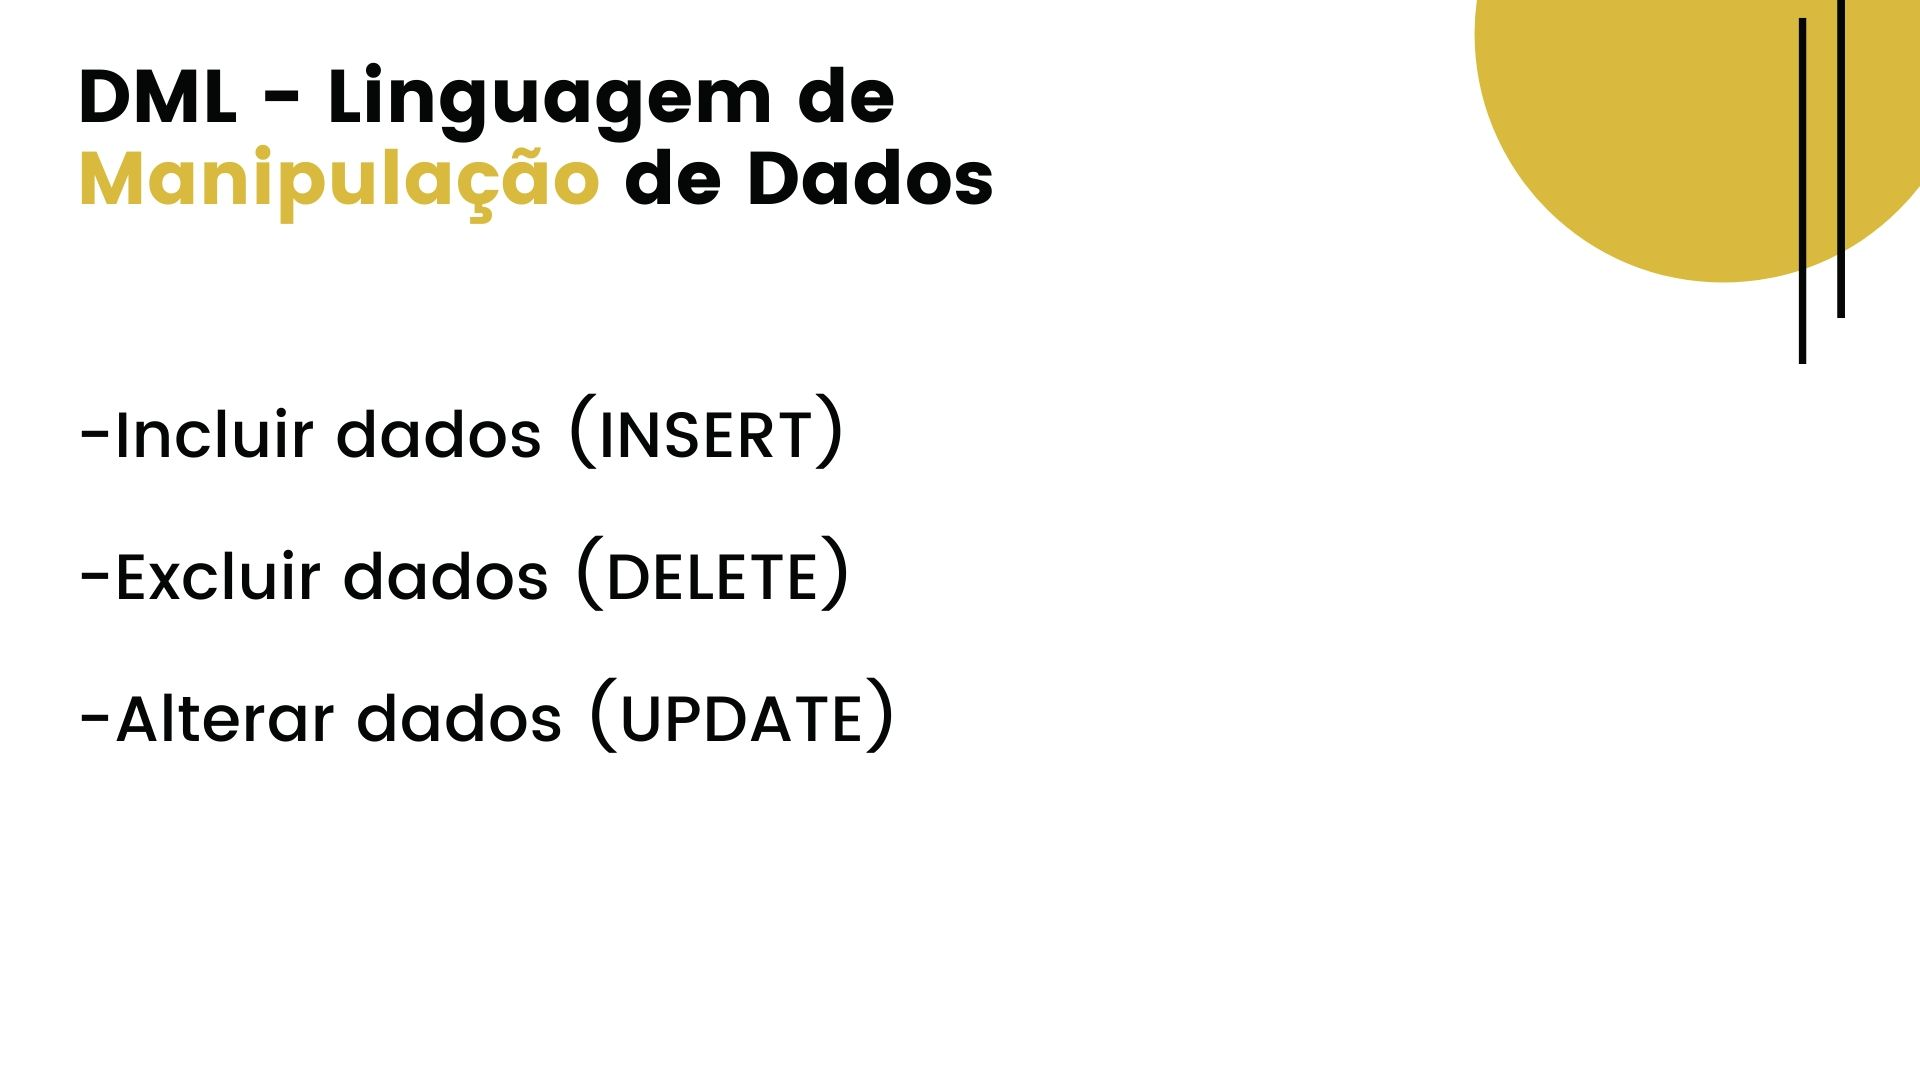 DML - Linguagem de
Manipulação de Dados
-Incluir dados (INSERT)
-Excluir dados (DELETE)
-Alterar dados (UPDATE)